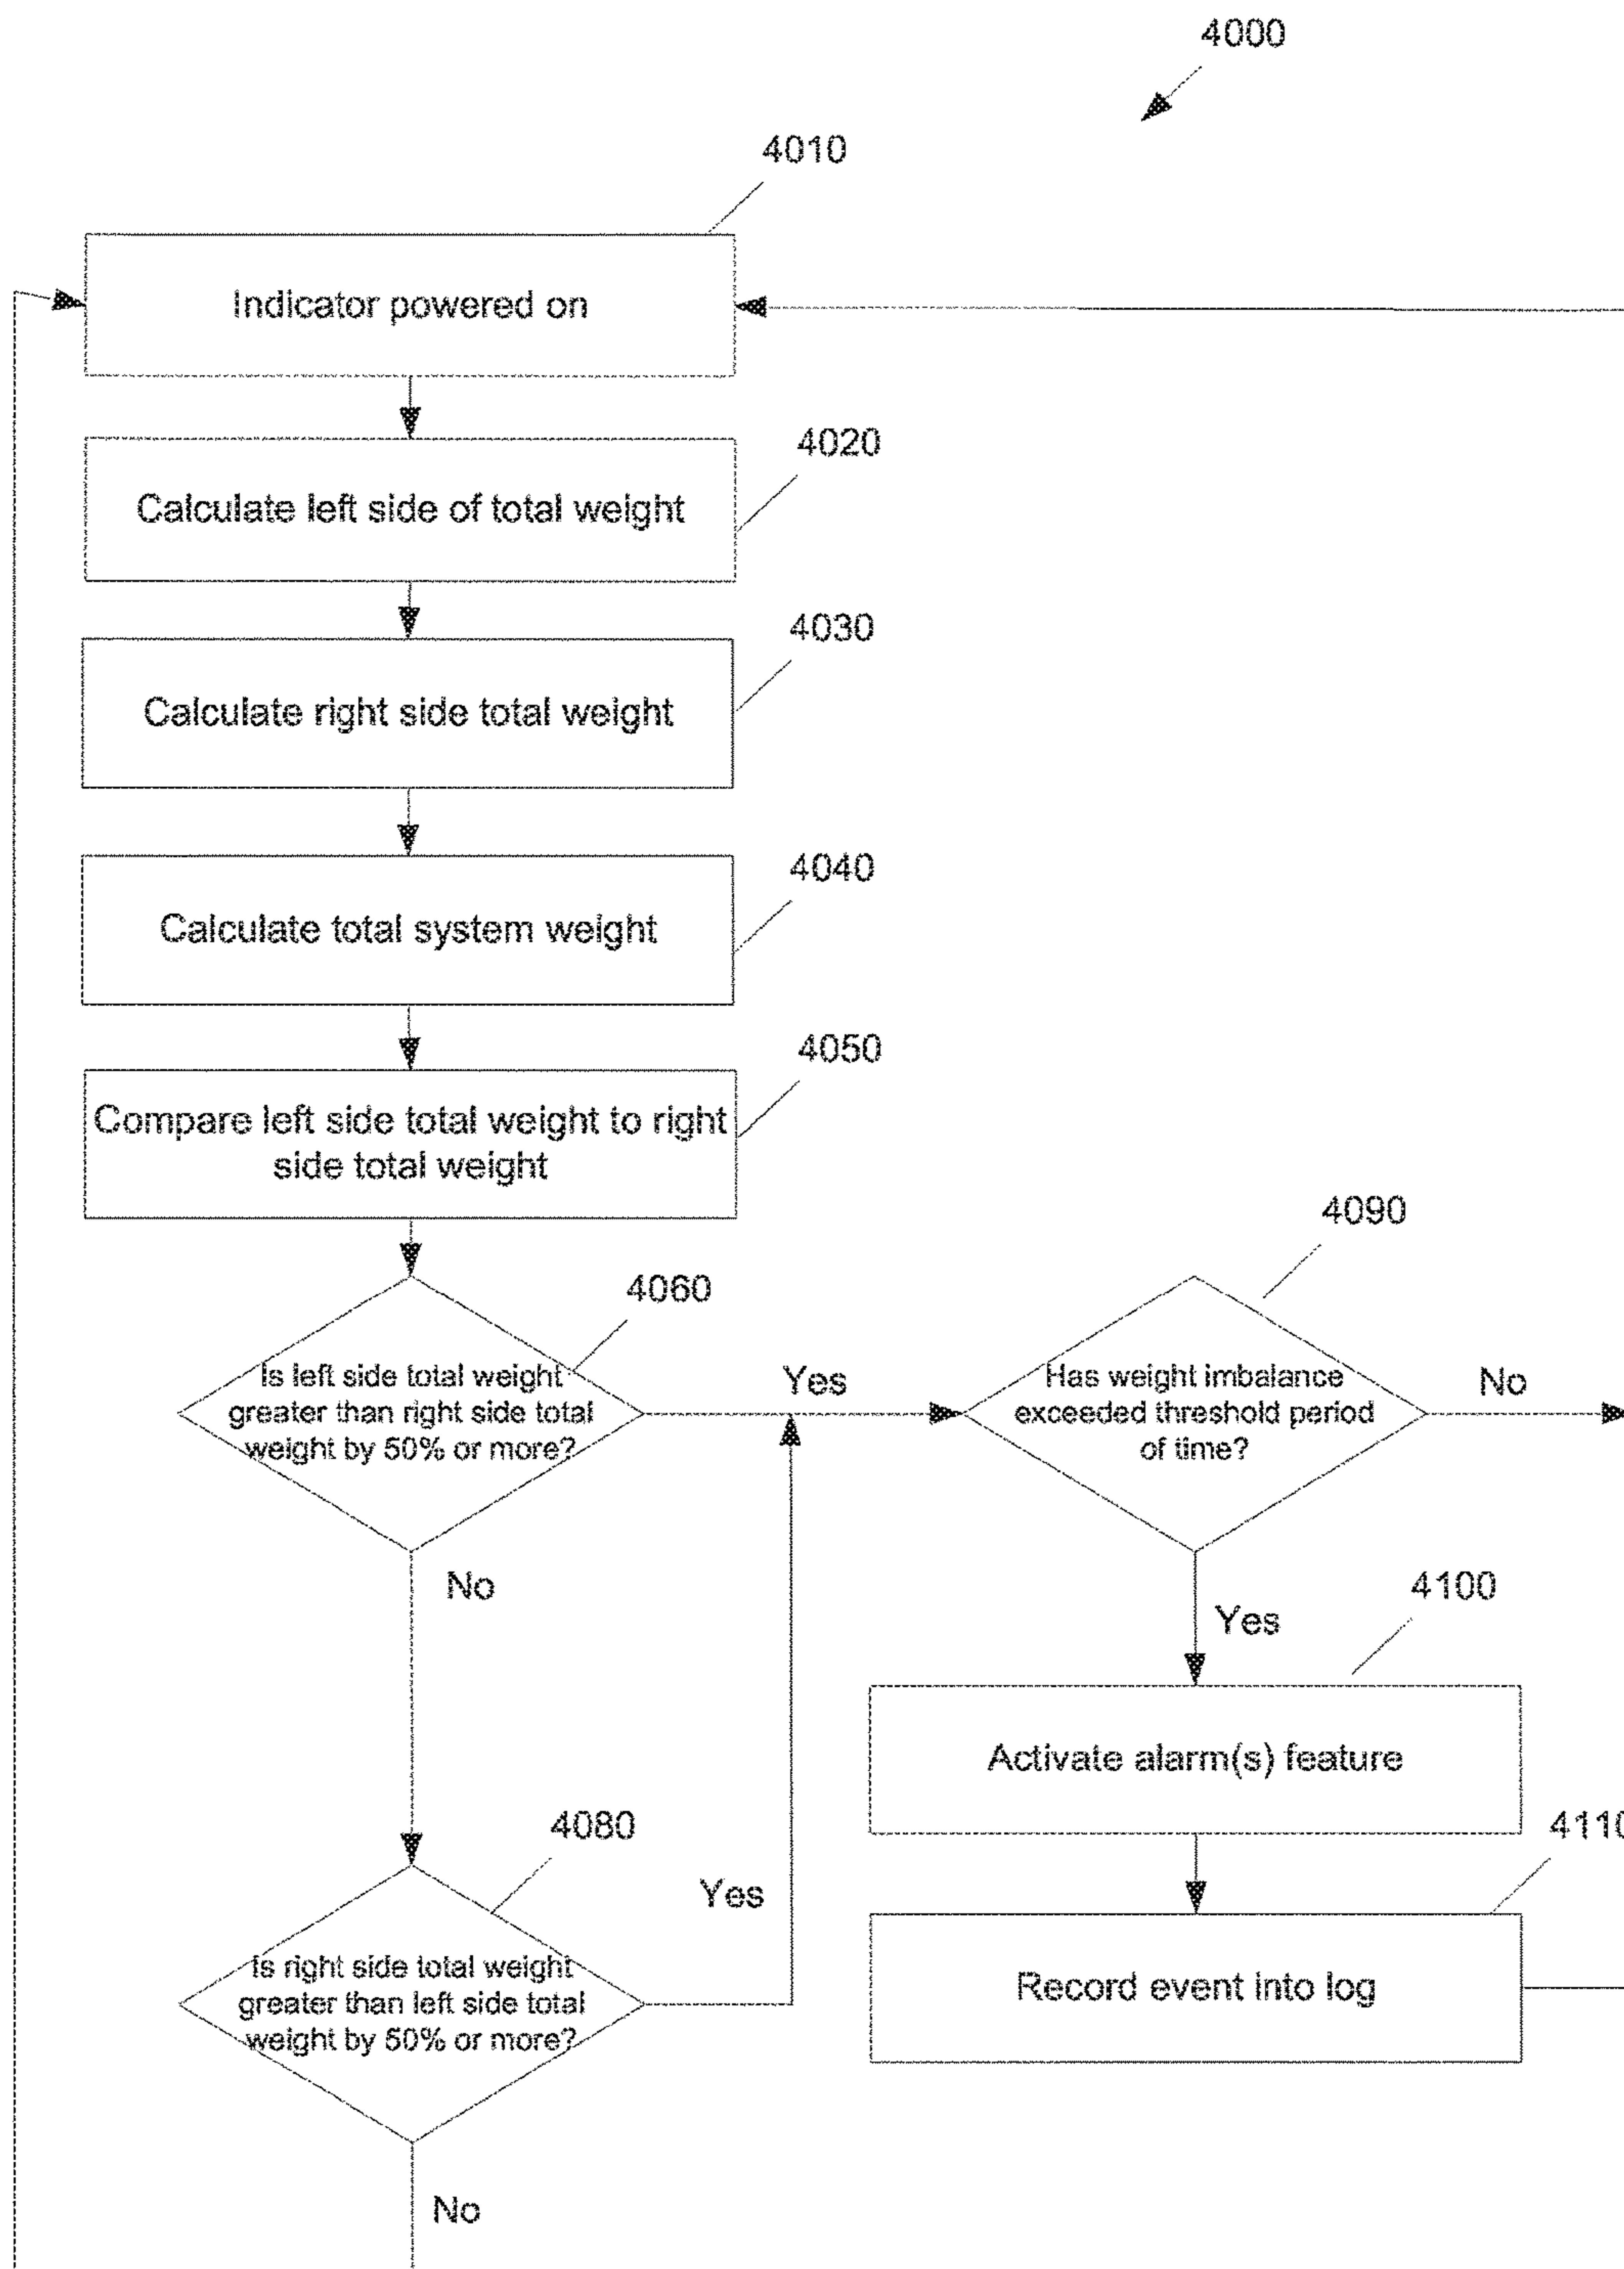 4000
4010
Indicator powered on
4020
Calculate left side of total weight
4030
Calculate right side total weight
4040
Calculate total system weight
4050
Compare left side total weight to right
side total weight
4060
Is left side total weight
greater than right side total
weight by 50% or more?
Yes
No
4090
Has weight imbalance
exceeded threshold period
of time?
No
Yes
4100
Activate alarm(s) feature
4110
Record event into log
4080
Is right side total weight
greater than left side total
weight by 50% or more?
Yes
No